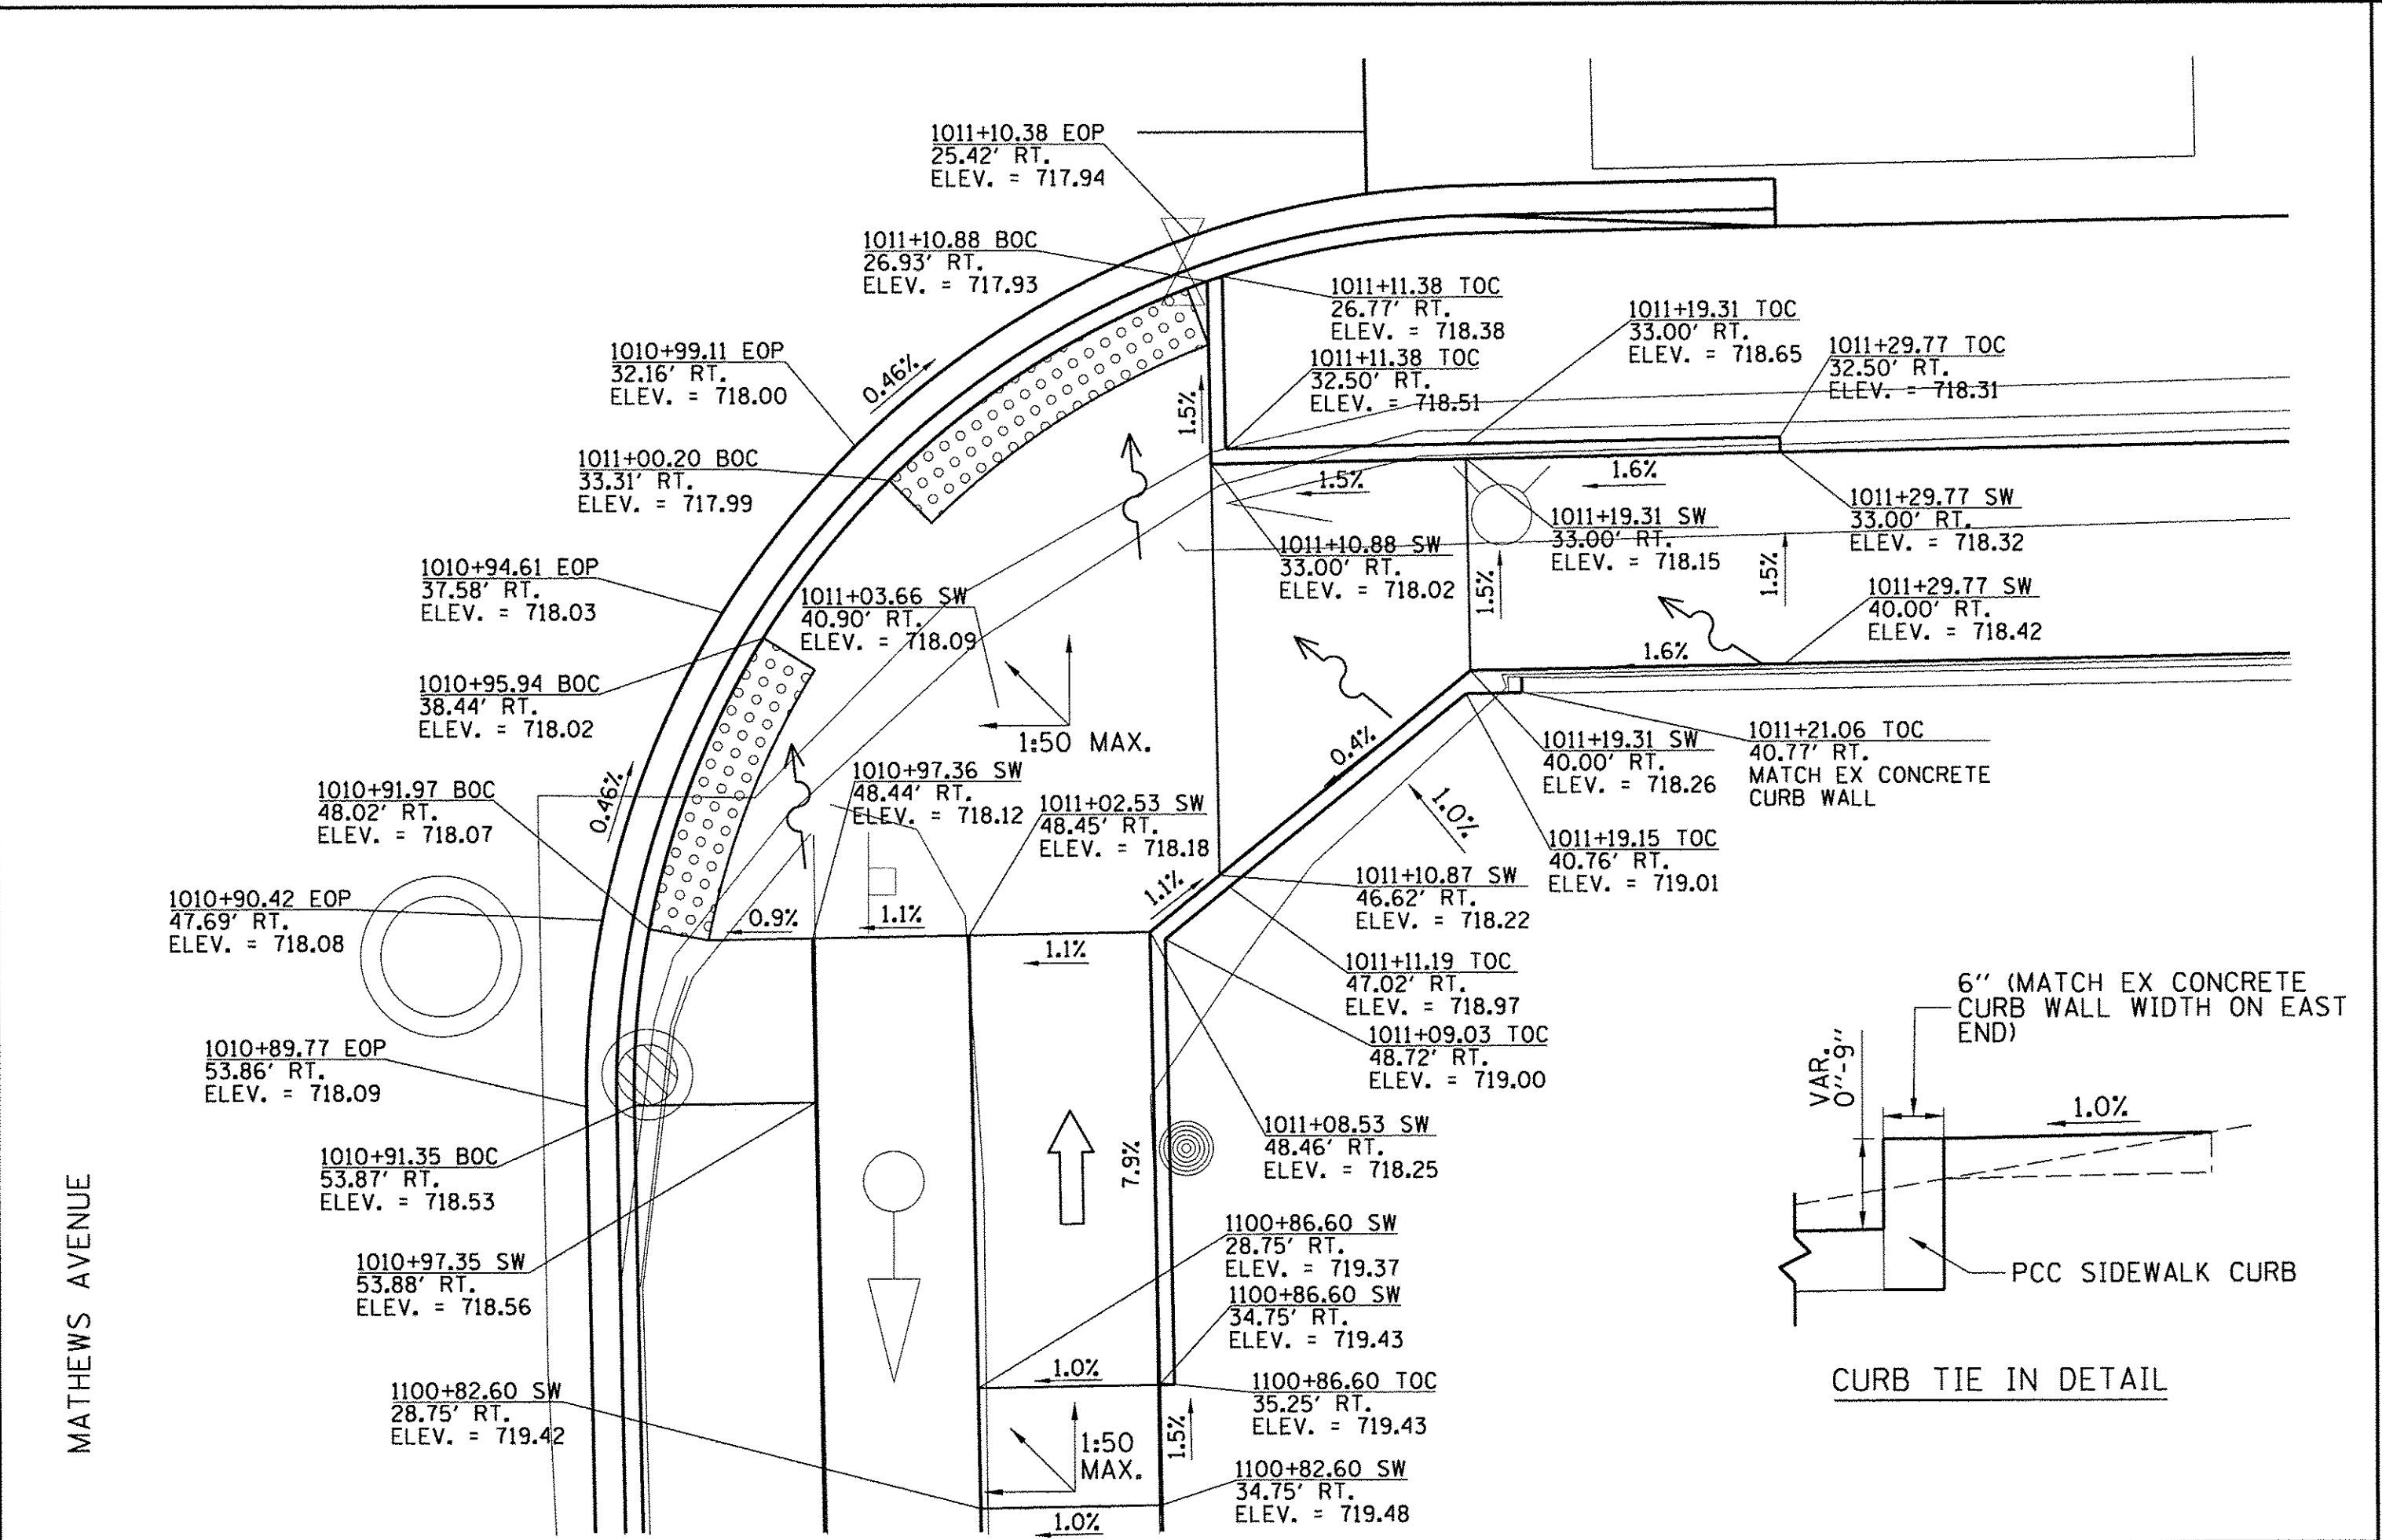 1011+10.38 EOP
25.42' RT.
ELEV. = 717.94
1011+10.88 BOC
26.93' RT.
ELEV. = 717.93
1011+11.38 TOC
26.77' RT.
ELEV. = 718.38
1011+19.31 TOC
33.00' RT.
ELEV. = 718.65
1011+29.77 TOC
32.50' RT.
ELEV. = 718.31
1010+99.11 EOP
32.16' RT.
ELEV. = 718.00
0.46%
1011+11.38 TOC
32.50' RT.
ELEV. = 718.51
1.5%
1011+00.20 BOC
33.31' RT.
ELEV. = 717.99
1.5%
1.6%
1011+29.77 SW
33.00' RT.
ELEV. = 718.32
1011+19.31 SW
33.00' RT.
ELEV. = 718.15
1011+10.88 SW
33.00' RT.
ELEV. = 718.02
1.5%
1.5%
1010+94.61 EOP
37.58' RT.
ELEV. = 718.03
1011+03.66 SW
40.90' RT.
ELEV. = 718.09
1011+29.77 SW
40.00' RT.
ELEV. = 718.42
1.6%
1010+95.94 BOC
38.44' RT.
ELEV. = 718.02
1:50 MAX.
0.4%
1011+19.31 SW
40.00' RT.
ELEV. = 718.26
1011+21.06 TOC
40.77' RT.
MATCH EX CONCRETE
CURB WALL
1010+91.97 BOC
48.02' RT.
ELEV. = 718.07
0.46%
1010+97.36 SW
48.44' RT.
ELEV. = 718.12
1011+02.53 SW
48.45' RT.
ELEV. = 718.18
1.0%
1011+19.15 TOC
40.76' RT.
ELEV. = 719.01
1010+90.42 EOP
47.69' RT.
ELEV. = 718.08
0.9%
1.1%
1.1%
1.1%
1011+10.87 SW
46.62' RT.
ELEV. = 718.22
1011+11.19 TOC
47.02' RT.
ELEV. = 718.97
1011+09.03 TOC
48.72' RT.
ELEV. = 719.00
1010+89.77 EOP
53.86' RT.
ELEV. = 718.09
1011+08.53 SW
48.46' RT.
ELEV. = 718.25
7.9%
1010+91.35 BOC
53.87' RT.
ELEV. = 718.53
1010+97.35 SW
53.88' RT.
ELEV. = 718.56
1100+86.60 SW
28.75' RT.
ELEV. = 719.37
1100+86.60 SW
34.75' RT.
ELEV. = 719.43
1.0%
1100+86.60 TOC
35.25' RT.
ELEV. = 719.43
1100+82.60 SW
28.75' RT.
ELEV. = 719.42
1:50
MAX.
1.5%
1100+82.60 SW
34.75' RT.
ELEV. = 719.48
1.0%
MATHEWS AVENUE
6'' (MATCH EX CONCRETE
CURB WALL WIDTH ON EAST
END)
VAR.
0''-9''
1.0%
PCC SIDEWALK CURB
CURB TIE IN DETAIL